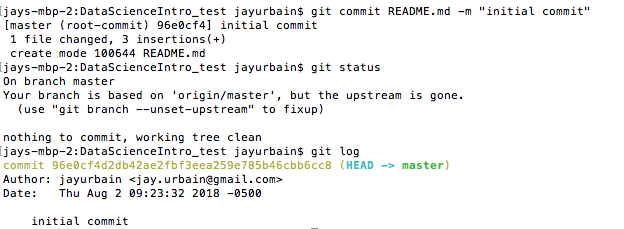 [jays-mbp-2:DataScienceIntro_test jayurbain$ git commit README.md -m "initial commit"
[master (root-commit) 96e0cf4] initial commit
 1 file changed, 3 insertions(+)
 create mode 100644 README.md
[jays-mbp-2:DataScienceIntro_test jayurbain$ git status
On branch master
Your branch is based on 'origin/master', but the upstream is gone.
  (use "git branch --unset-upstream" to fixup)
nothing to commit, working tree clean
[jays-mbp-2:DataScienceIntro_test jayurbain$ git log
commit 96e0cf4d2db42ae2fbf3eea259e785b46cbb6cc8 (HEAD -> master)
Author: jayurbain <jay.urbain@gmail.com>
Date:   Thu Aug 2 09:23:32 2018 -0500
    initial commit